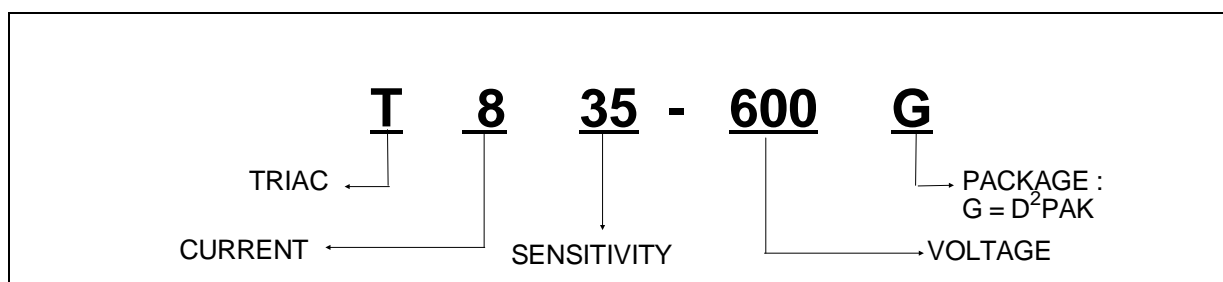 T 8 35 - 600 G
TRIAC
PACKAGE :
G = D²PAK
CURRENT
SENSITIVITY
VOLTAGE